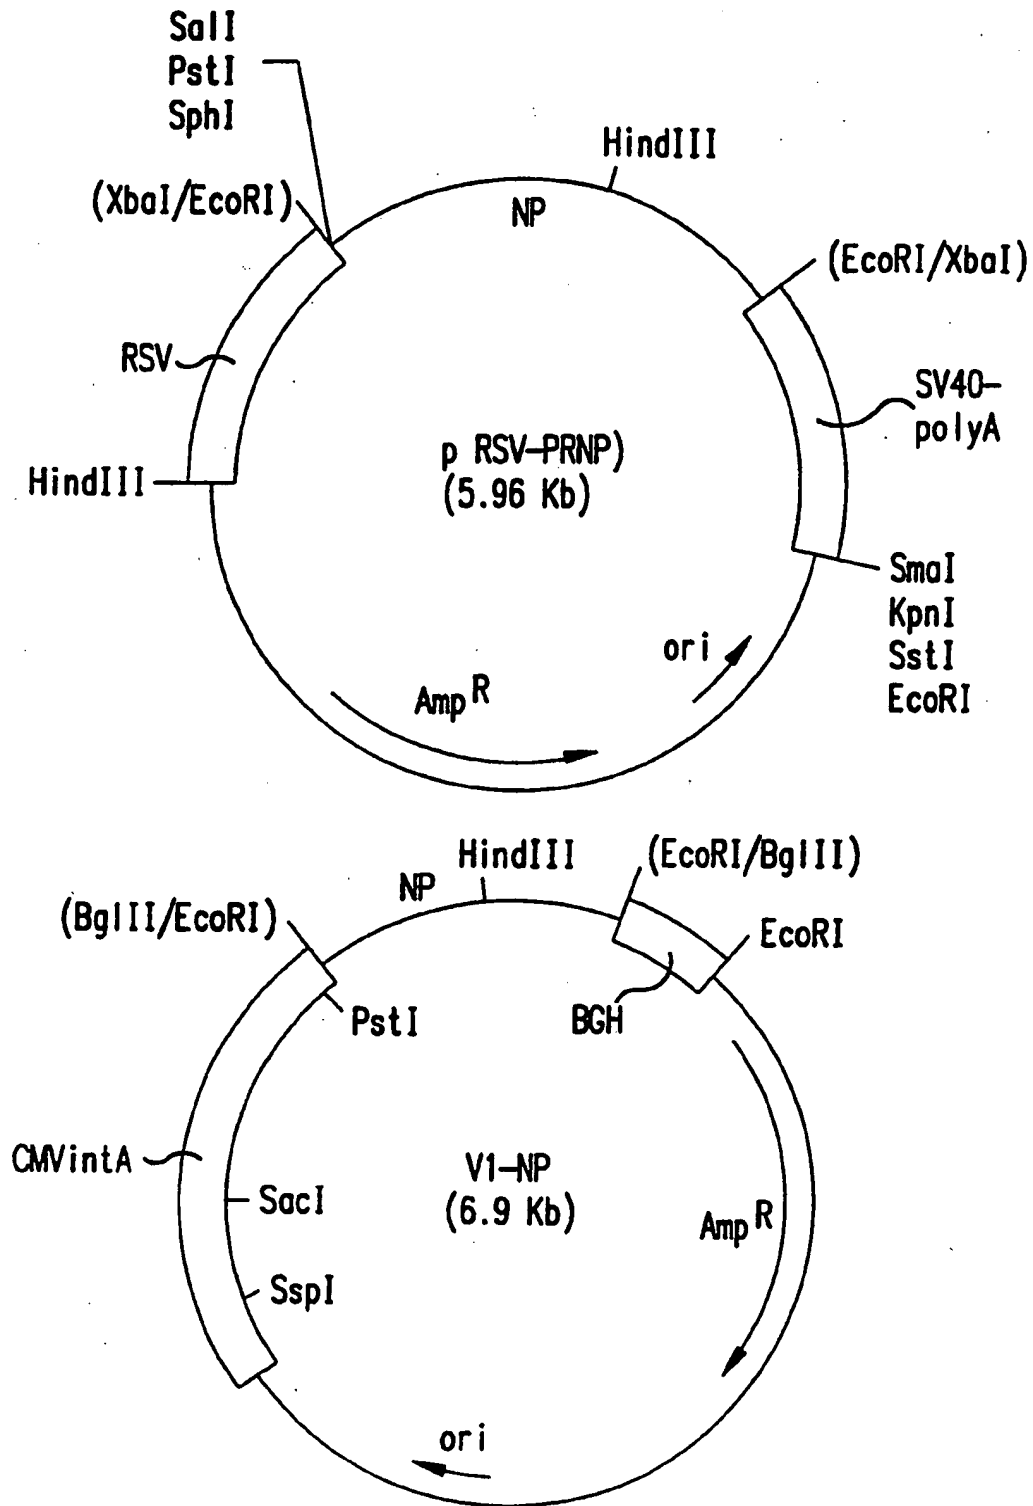 SalI
PstI
SphI
HindIII
(XbaI/EcoRI)
NP
(EcoRI/XbaI)
RSV
SV40-
polyA
p RSV-PRNP)
(5.96 Kb)
HindIII
SmaI
KpnI
SstI
EcoRI
ori
Amp R
HindIII
(EcoRI/BglII)
NP
(BglII/EcoRI)
EcoRI
PstI
BGH
CMVintA
V1-NP
(6.9 Kb)
SacI
Amp R
SspI
ori